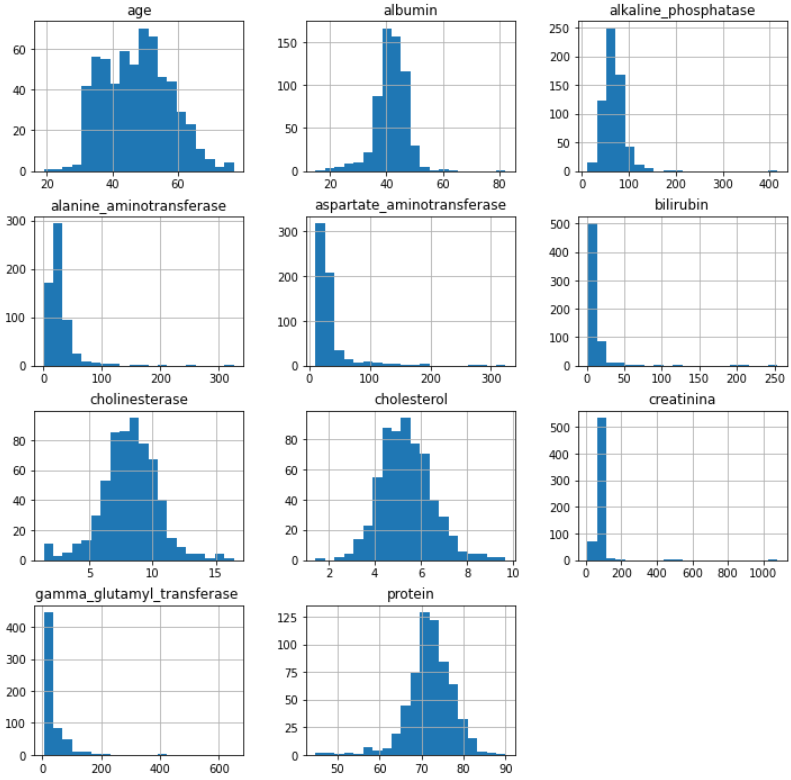 age
0 20 40 60
20 40 60
albumin
0 50 100 150
20 40 60 80
alkaline_phosphatase
0 50 100 150 200 250
0 100 200 300 400
alanine_aminotransferase
0 100 200 300
0 100 200 300
aspartate_aminotransferase
0 100 200 300
0 100 200 300
bilirubin
0 100 200 300 400 500
0 50 100 150 200 250
cholinesterase
0 20 40 60 80
5 10 15
cholesterol
0 20 40 60 80
2 4 6 8 10
creatinina
0 100 200 300 400 500
0 200 400 600 800 1000
gamma_glutamyl_transferase
0 100 200 300 400
0 200 400 600
protein
0 25 50 75 100 125
50 60 70 80 90